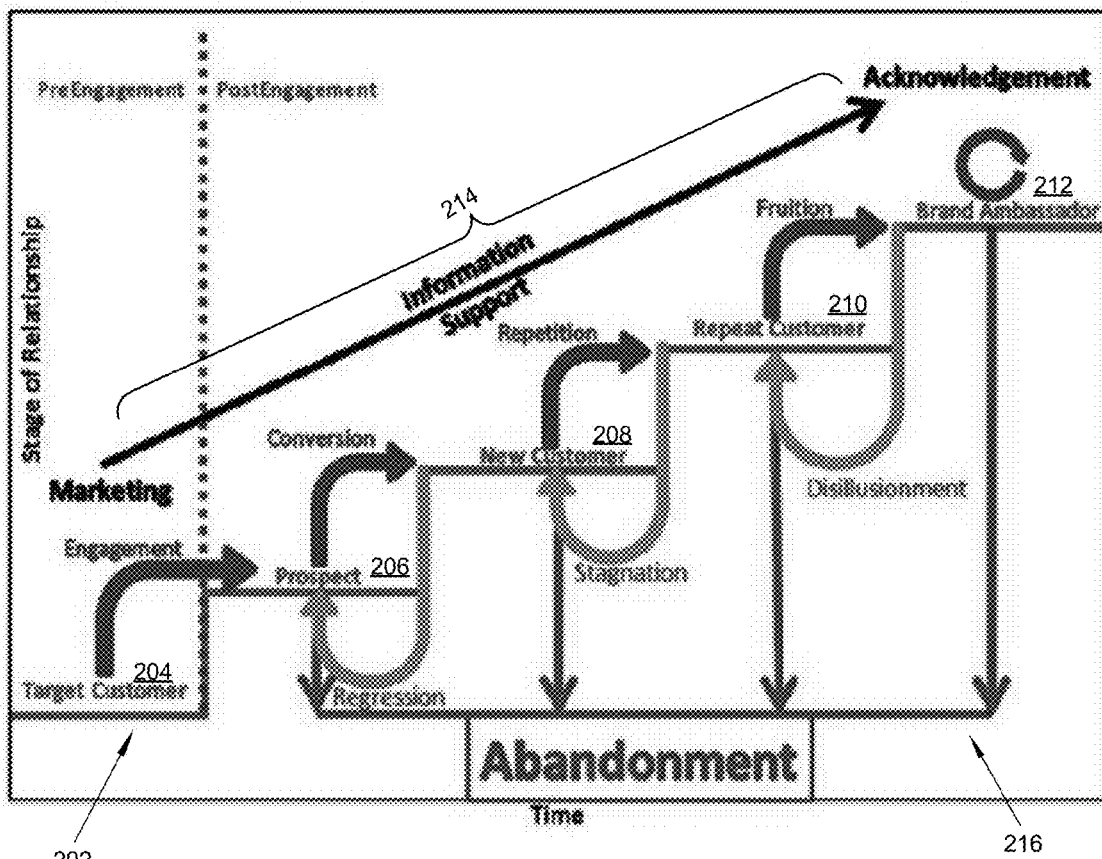 PreEngagement
PostEngagement
Acknowledgement
214
212
Fruition
Brand Ambassador
Stage of Relationship
Information
Support
210
Repetition
Repeat Customer
Conversion
208
New Customer
Marketing
Disillusionment
Engagement
206
Prospect
Stagnation
204
Target Customer
Regression
Abandonment
Time
216